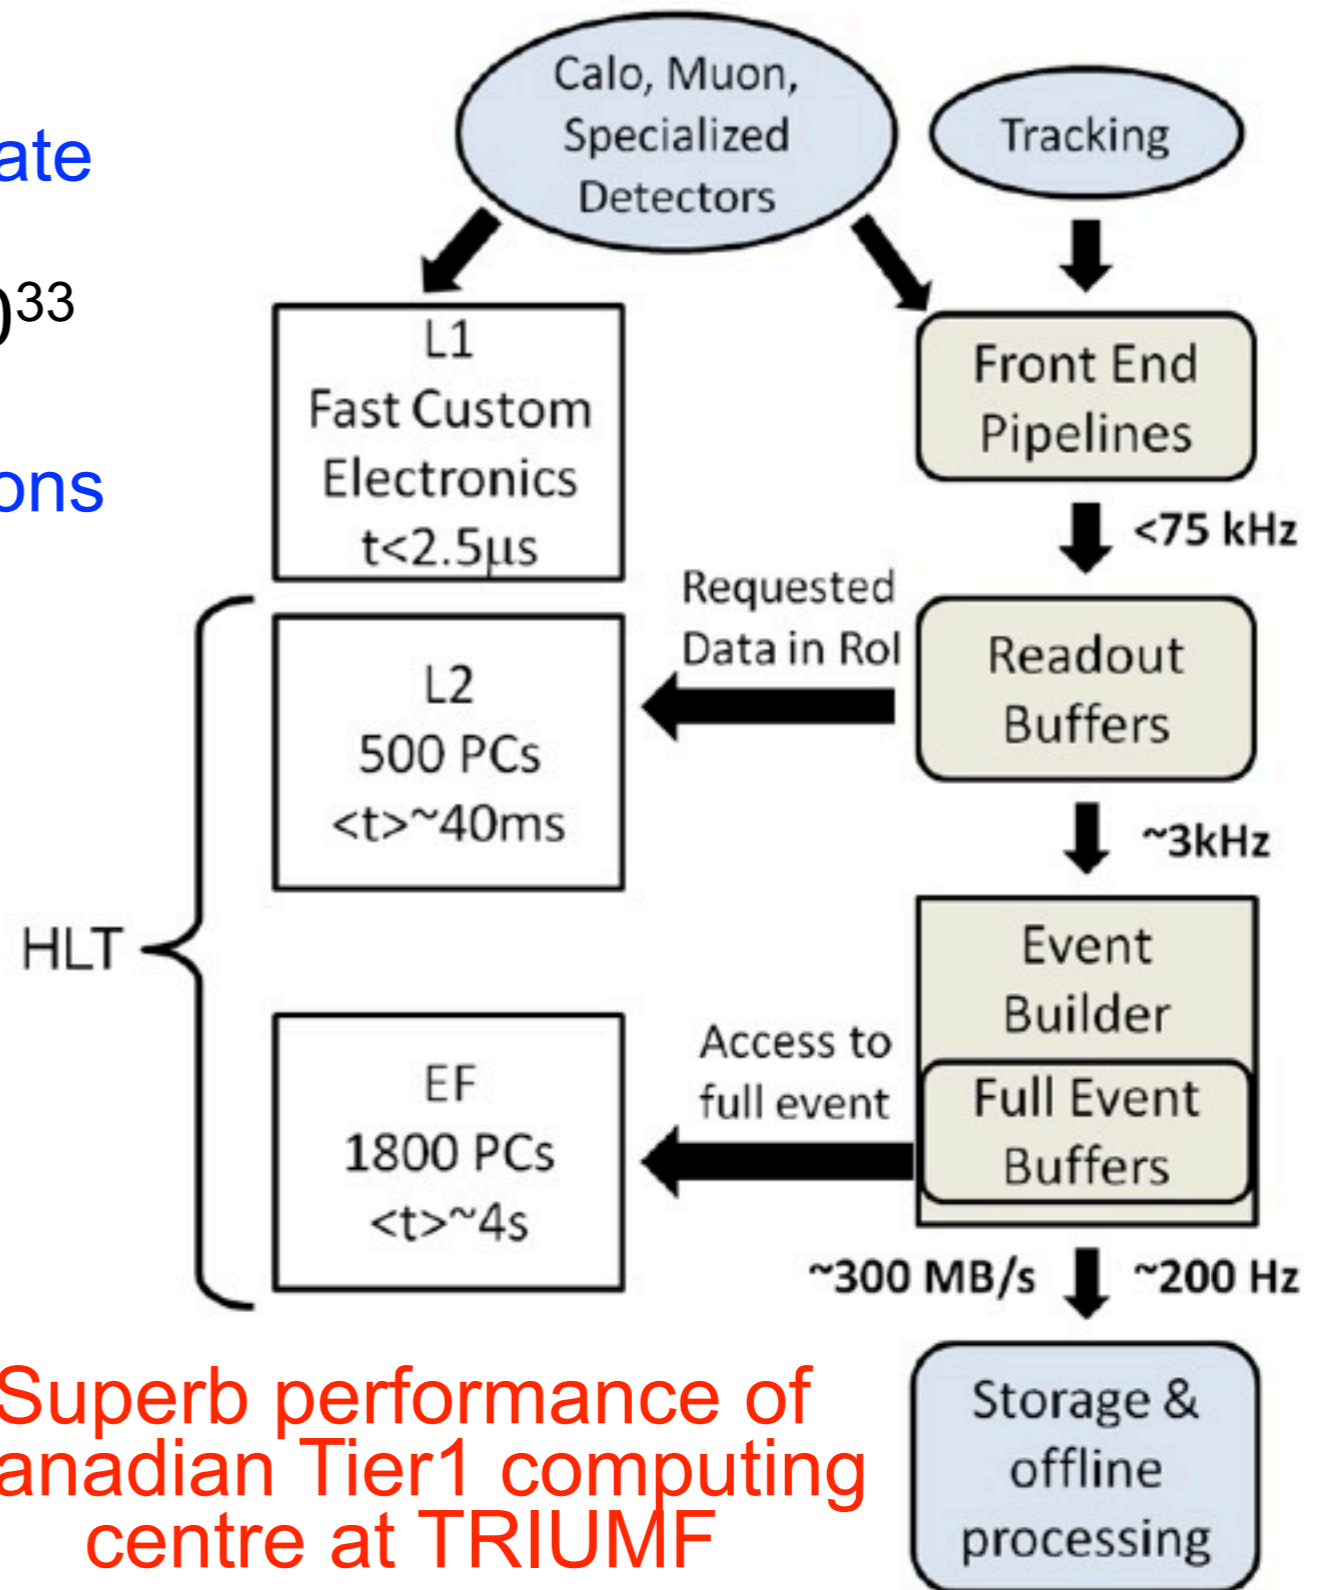 Calo, Muon,
Specialized
Detectors
Tracking
ate
33
ons
L1
Fast Custom
Electronics
t<2.5μs
Front End
Pipelines
<75 kHz
Requested
Data in RoI
Readout
Buffers
L2
500 PCs
<t>~40ms
~3kHz
HLT
Event
Builder
Full Event
Buffers
Access to
full event
EF
1800 PCs
<t>~4s
~300 MB/s
~200 Hz
Storage &
offline
processing
Superb performance of
anadian Tier1 computing
centre at TRIUMF